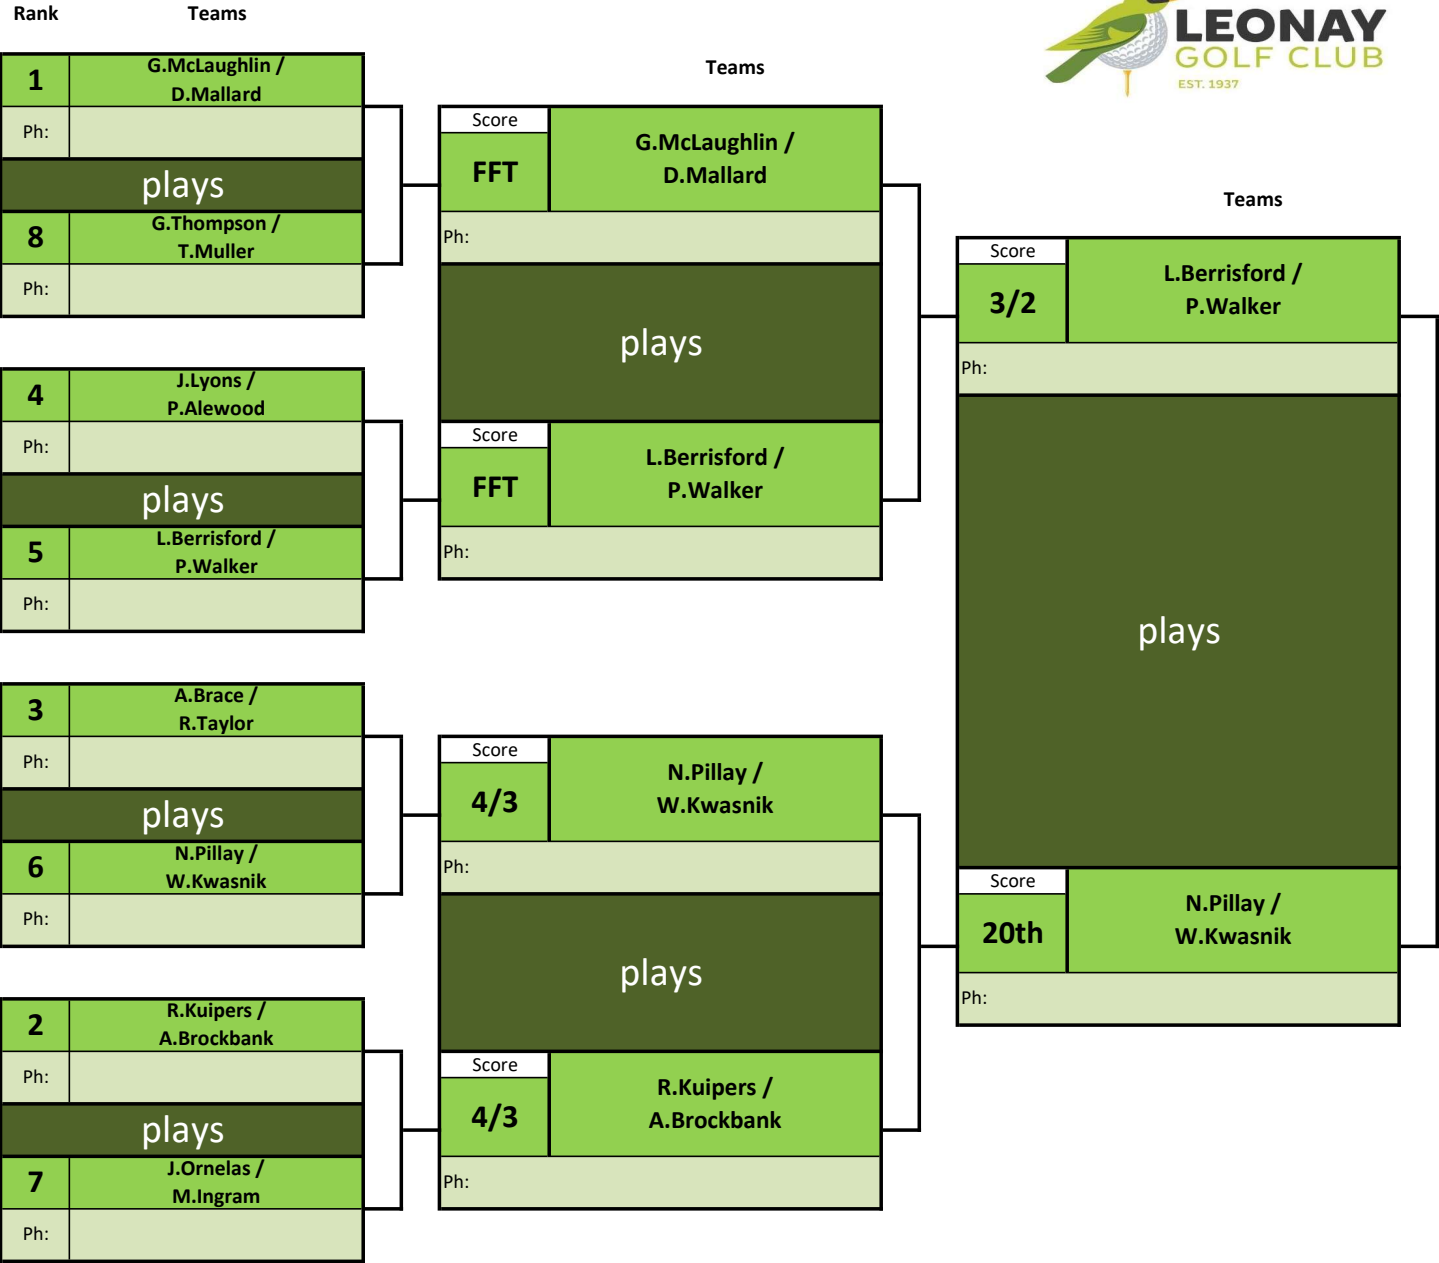 Rank
Teams
1
G.McLaughlin /
D.Mallard
Ph:
plays
8
G.Thompson /
T.Muller
Ph:
4
J.Lyons /
P.Alewood
Ph:
plays
5
L.Berrisford /
P.Walker
Ph:
3
A.Brace /
R.Taylor
Ph:
plays
6
N.Pillay /
W.Kwasnik
Ph:
2
R.Kuipers /
A.Brockbank
Ph:
plays
7
J.Ornelas /
M.Ingram
Ph:
Teams
Score
FFT
G.McLaughlin /
D.Mallard
Ph:
plays
Score
FFT
L.Berrisford /
P.Walker
Ph:
Score
4/3
N.Pillay /
W.Kwasnik
Ph:
plays
Score
4/3
R.Kuipers /
A.Brockbank
Ph:
LEONAY
GOLF CLUB
EST. 1937
Teams
Score
3/2
L.Berrisford /
P.Walker
Ph:
plays
Score
20th
N.Pillay /
W.Kwasnik
Ph: